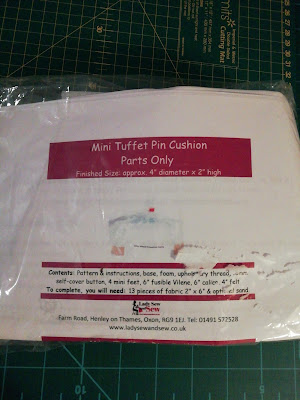 Mini Tuffet Pin Cushion
Parts Only
Finished Size: approx. 4" diameter x 2" high
Contents: Pattern & instructions, base, foam, upholstery thread,
self-cover button, 4 mini feet, 6" fusible Vilene, 6" calico, 4" felt.
To complete, you will need: 13 pieces of fabric 2" x 6" & optional sand.
Lady Sew
and Sew
Farm Road, Henley on Thames, Oxon, RG9 1EJ. Tel: 01491 572528
www.ladysewandsew.co.uk
Cutting Mat